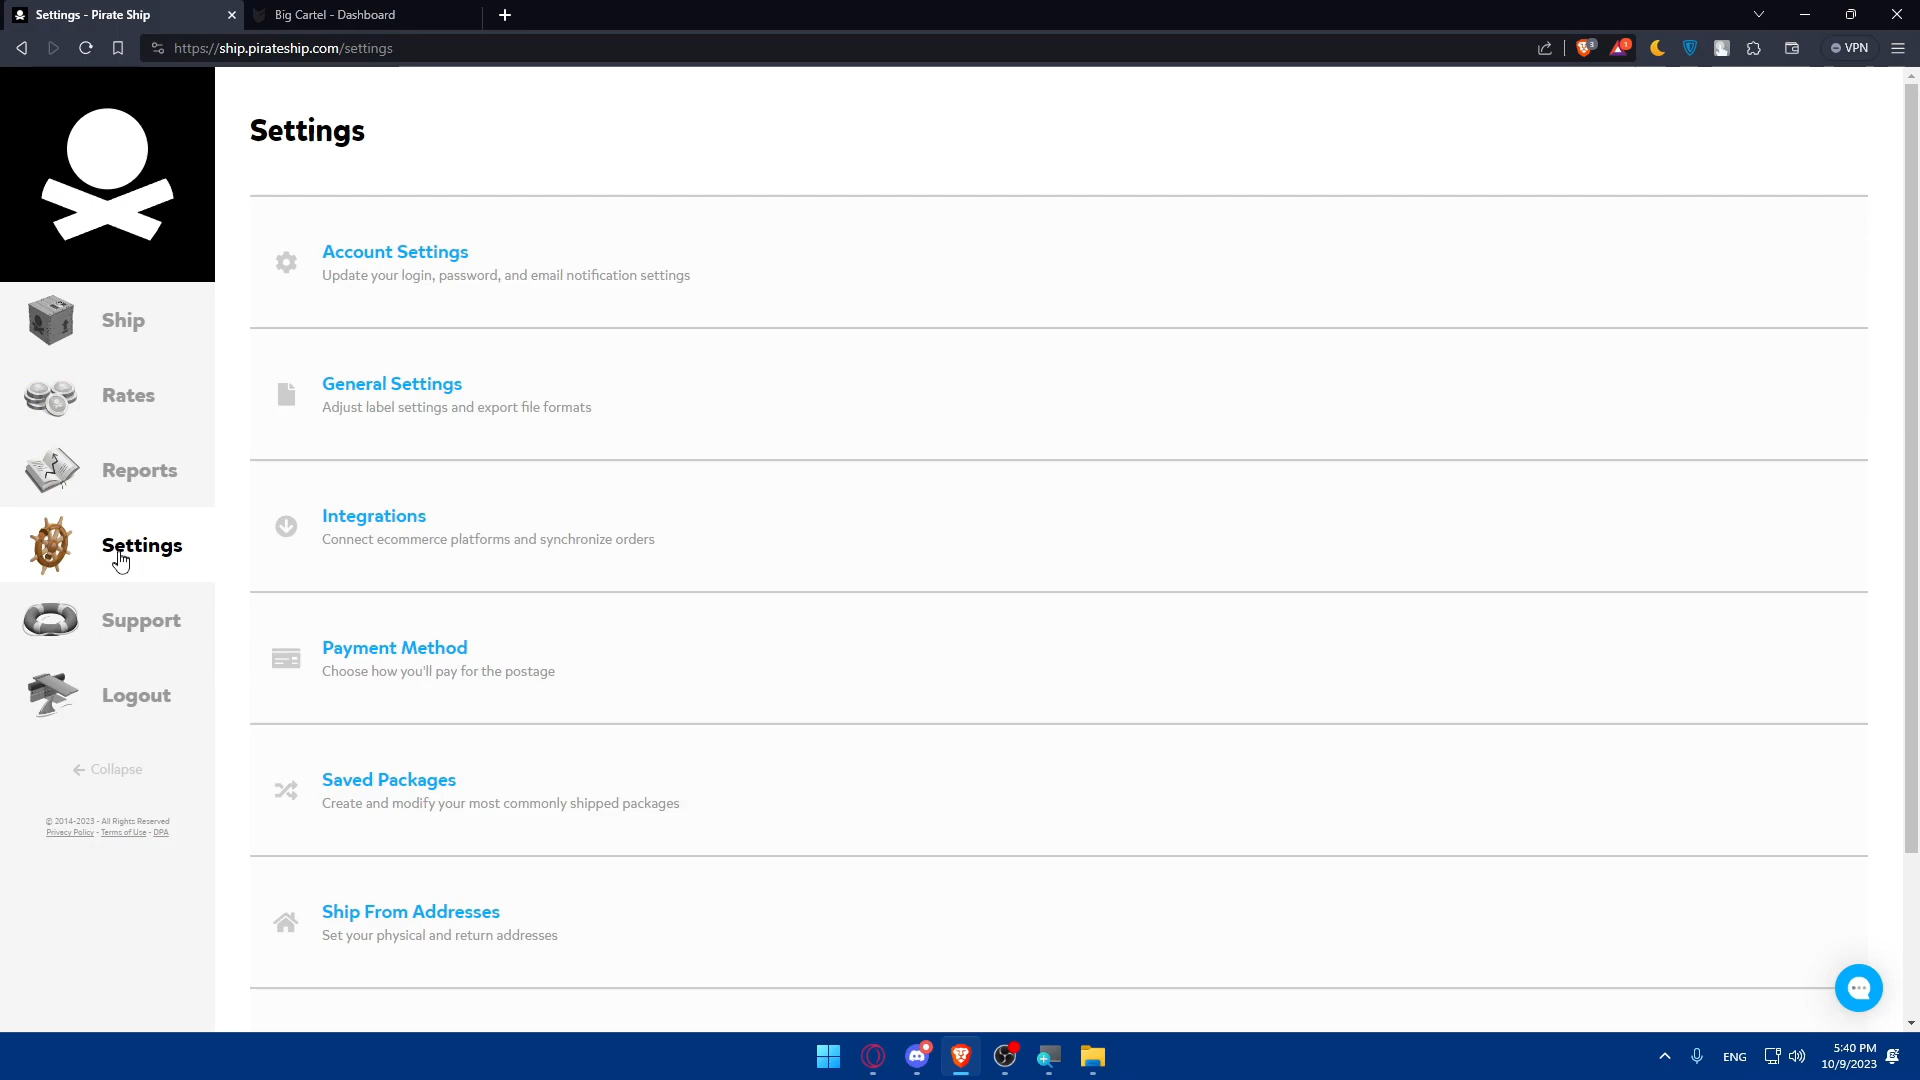 Settings - Pirate Ship
Big Cartel - Dashboard
https://ship.pirateship.com/settings
3
1
VPN
Settings
Account Settings
Update your login, password, and email notification settings
General Settings
Adjust label settings and export file formats
Integrations
Connect ecommerce platforms and synchronize orders
Payment Method
Choose how you'll pay for the postage
Saved Packages
Create and modify your most commonly shipped packages
Ship From Addresses
Set your physical and return addresses
Ship
Rates
Reports
Settings
Support
Logout
Collapse
© 2014-2023 - All Rights Reserved
Privacy Policy - Terms of Use - DPA
ENG
5:40 PM
10/9/2023